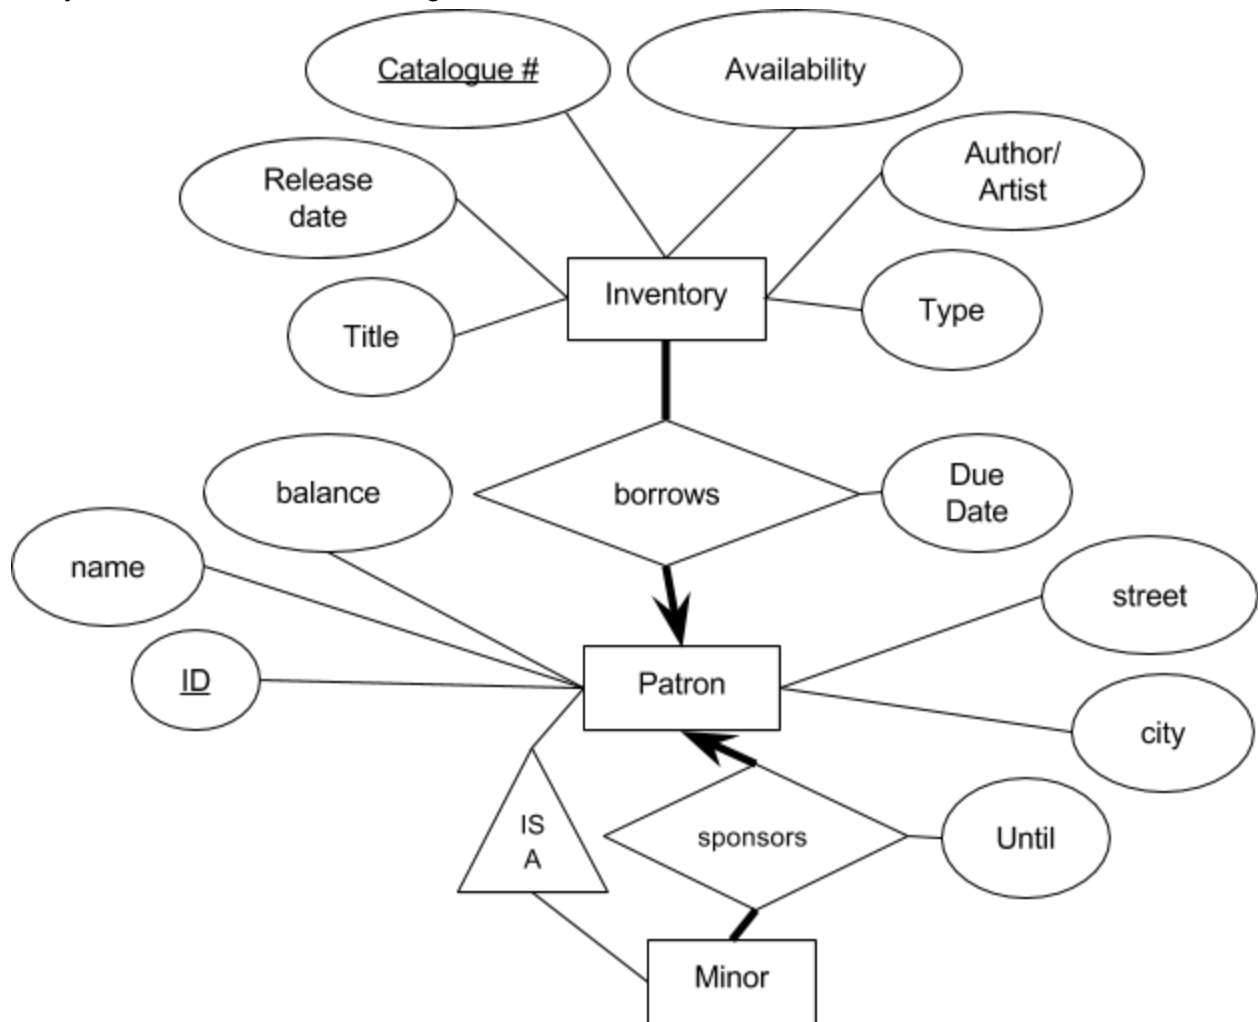 Catalogue #
Availability
Release
date
Author/
Artist
Inventory
Type
Title
balance
borrows
Due
Date
name
street
ID
Patron
city
IS
A
sponsors
Until
Minor